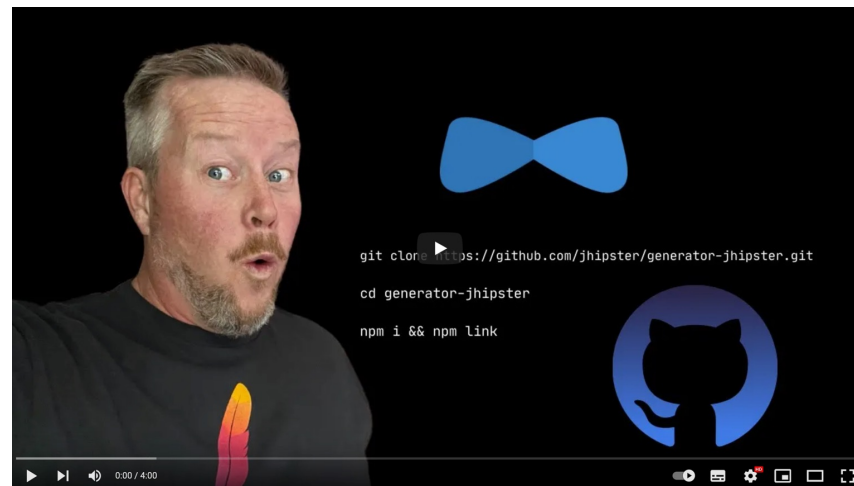 git clone https://github.com/jhipster/generator-jhipster.git
cd generator-jhipster
npm i && npm link
0:00 / 4:00
HD